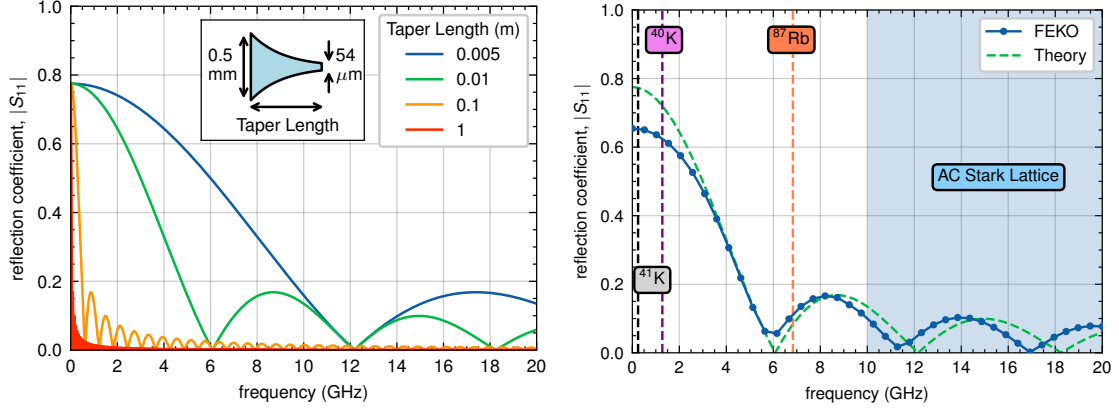 1.0
0.8
0.6
0.4
0.2
0.0
reflection coefficient, |S₁₁|
0 2 4 6 8 10 12 14 16 18 20
frequency (GHz)
0.5
mm
54
μm
Taper Length
Taper Length (m)
0.005
0.01
0.1
1
1.0
0.8
0.6
0.4
0.2
0.0
reflection coefficient, |S₁₁|
0 2 4 6 8 10 12 14 16 18 20
frequency (GHz)
⁴⁰K
⁸⁷Rb
⁴¹K
FEKO
Theory
AC Stark Lattice